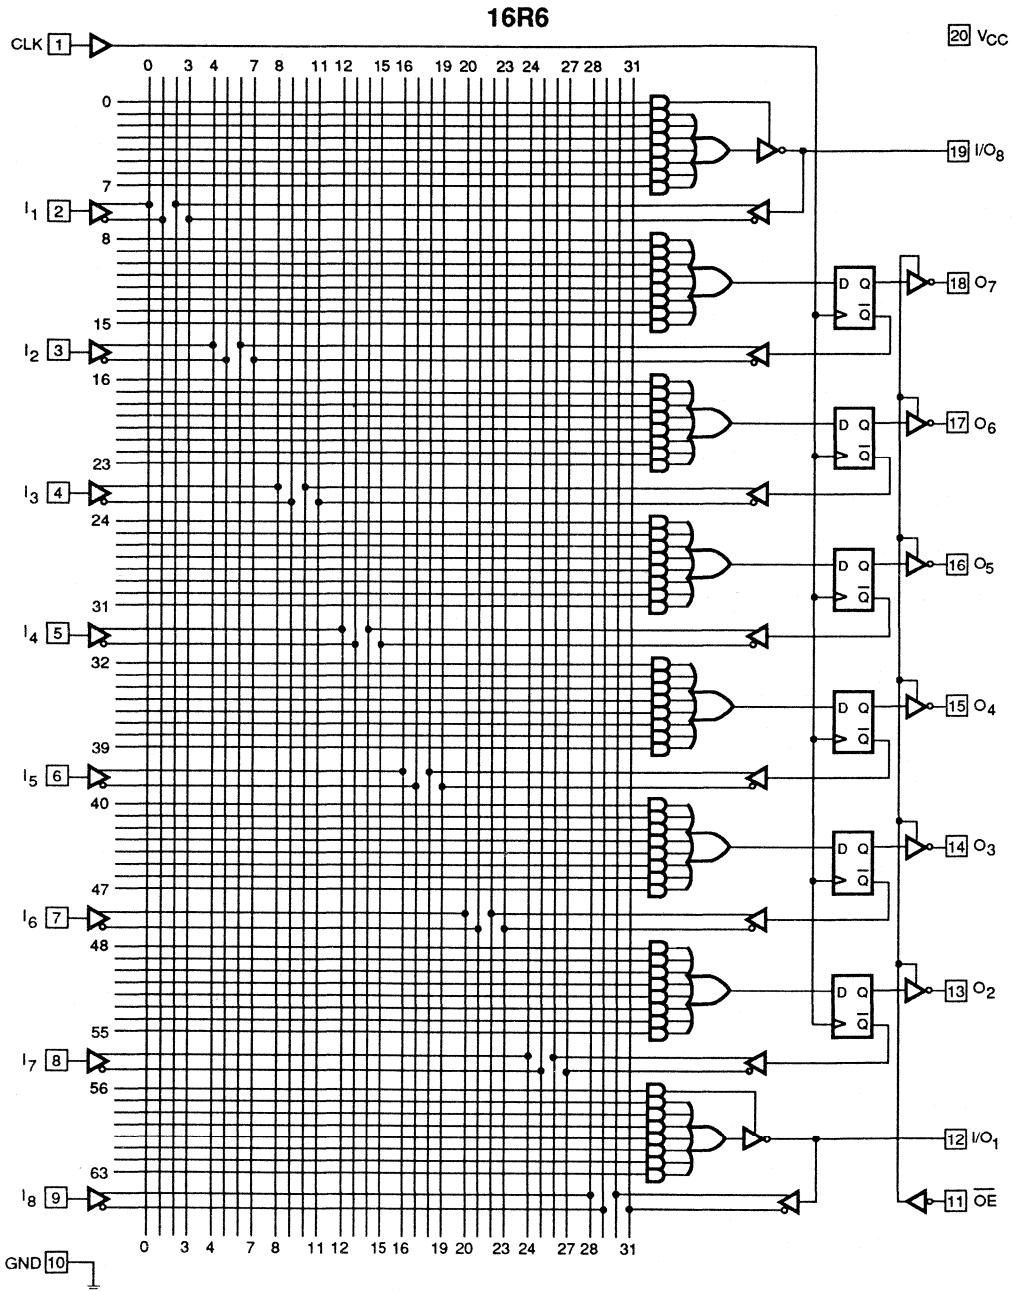 16R6
CLK 1
20 VCC
0 3 4 7 8 11 12 15 16 19 20 23 24 27 28 31
0
19 I/O8
7
I1 2
8
D Q
18 O7
15
Q̅
I2 3
16
D Q
17 O6
23
Q̅
I3 4
24
D Q
16 O5
31
Q̅
I4 5
32
D Q
15 O4
39
Q̅
I5 6
40
D Q
14 O3
47
Q̅
I6 7
48
D Q
13 O2
55
Q̅
I7 8
56
12 I/O1
63
I8 9
11 O̅E̅
0 3 4 7 8 11 12 15 16 19 20 23 24 27 28 31
GND 10